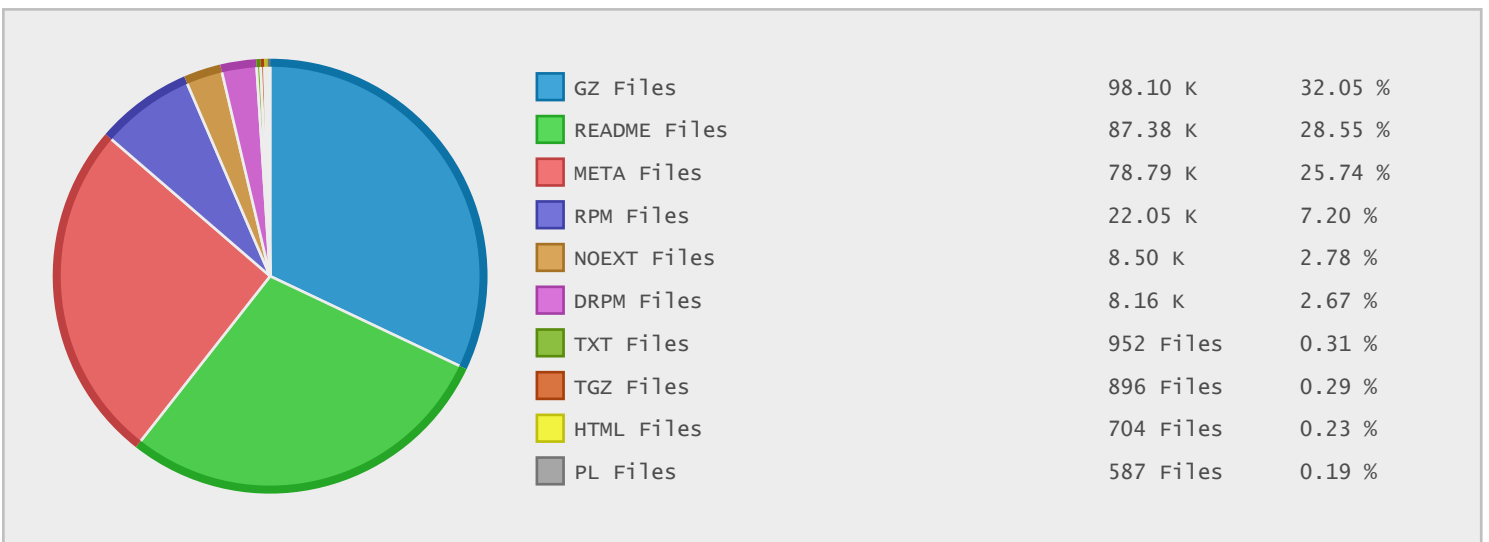 GZ Files 98.10 K 32.05 %
README Files 87.38 K 28.55 %
META Files 78.79 K 25.74 %
RPM Files 22.05 K 7.20 %
NOEXT Files 8.50 K 2.78 %
DRPM Files 8.16 K 2.67 %
TXT Files 952 Files 0.31 %
TGZ Files 896 Files 0.29 %
HTML Files 704 Files 0.23 %
PL Files 587 Files 0.19 %